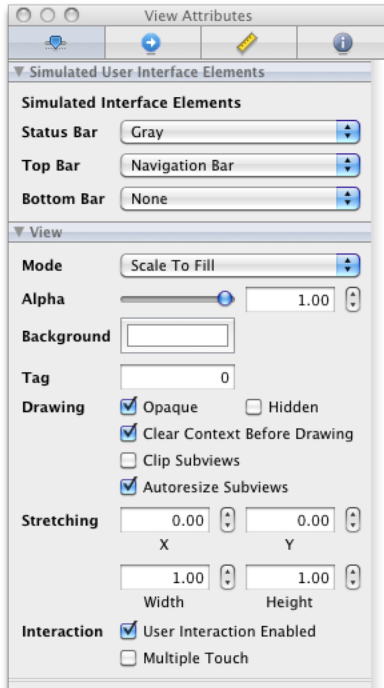 View Attributes
Simulated User Interface Elements
Simulated Interface Elements
Status Bar Gray
Top Bar Navigation Bar
Bottom Bar None
View
Mode Scale To Fill
Alpha 1.00
Background
Tag 0
Drawing Opaque Hidden
Clear Context Before Drawing
Clip Subviews
Autoresize Subviews
Stretching 0.00 0.00
X Y
1.00 1.00
Width Height
Interaction User Interaction Enabled
Multiple Touch